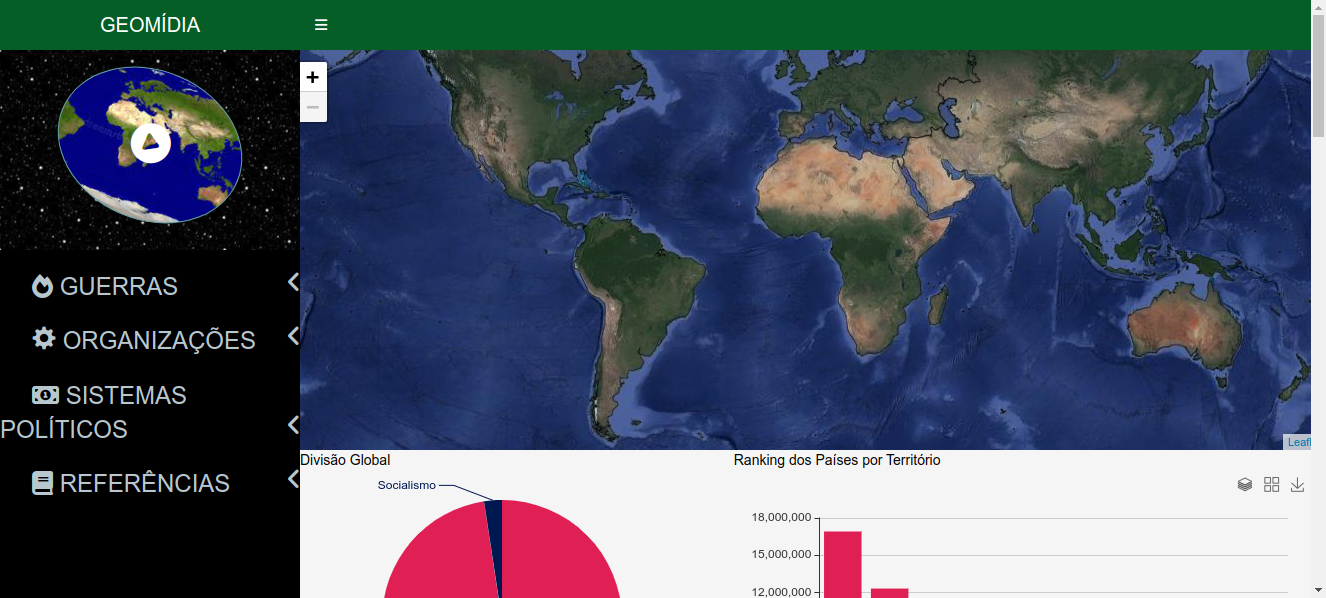 GEOMÍDIA
+
−
GUERRAS
ORGANIZAÇÕES
SISTEMAS
POLÍTICOS
REFERÊNCIAS
Leafl
Divisão Global
Socialismo
Ranking dos Países por Território
18,000,000
15,000,000
12,000,000